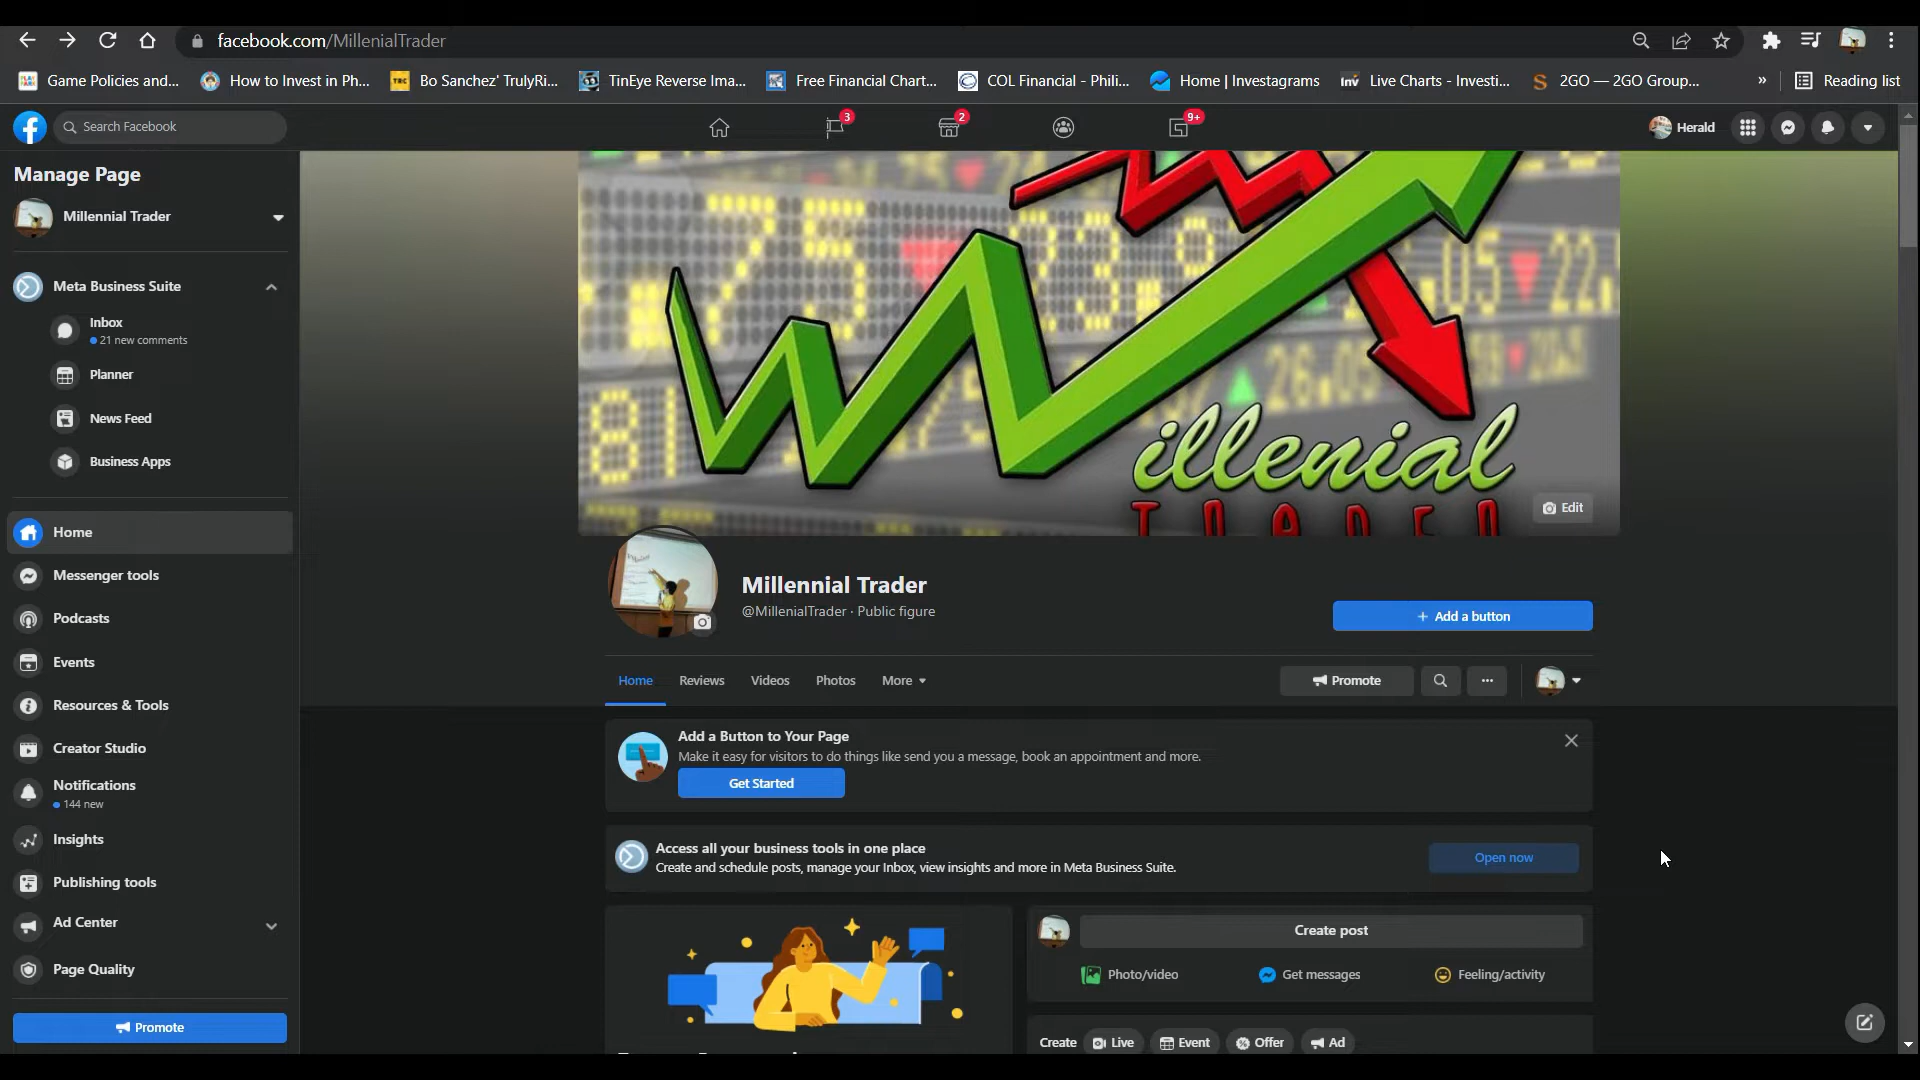 facebook.com/MillenialTrader
Game Policies and... How to Invest in Ph... Bo Sanchez' TrulyRi... TinEye Reverse Ima... Free Financial Chart... COL Financial - Phili... Home | Investagrams Live Charts - Investi... 2GO — 2GO Group... » Reading list
Search Facebook
3
2
9+
Herald
Manage Page
Millennial Trader
Meta Business Suite
Inbox
21 new comments
Planner
News Feed
Business Apps
Home
Messenger tools
Podcasts
Events
Resources & Tools
Creator Studio
Notifications
144 new
Insights
Publishing tools
Ad Center
Page Quality
Promote
illenial
TRADER
Edit
Millennial Trader
@MillenialTrader · Public figure
+ Add a button
Home Reviews Videos Photos More
Promote
Add a Button to Your Page
Make it easy for visitors to do things like send you a message, book an appointment and more.
Get Started
Access all your business tools in one place
Create and schedule posts, manage your Inbox, view insights and more in Meta Business Suite.
Open now
Create post
Photo/video Get messages Feeling/activity
Create Live Event Offer Ad